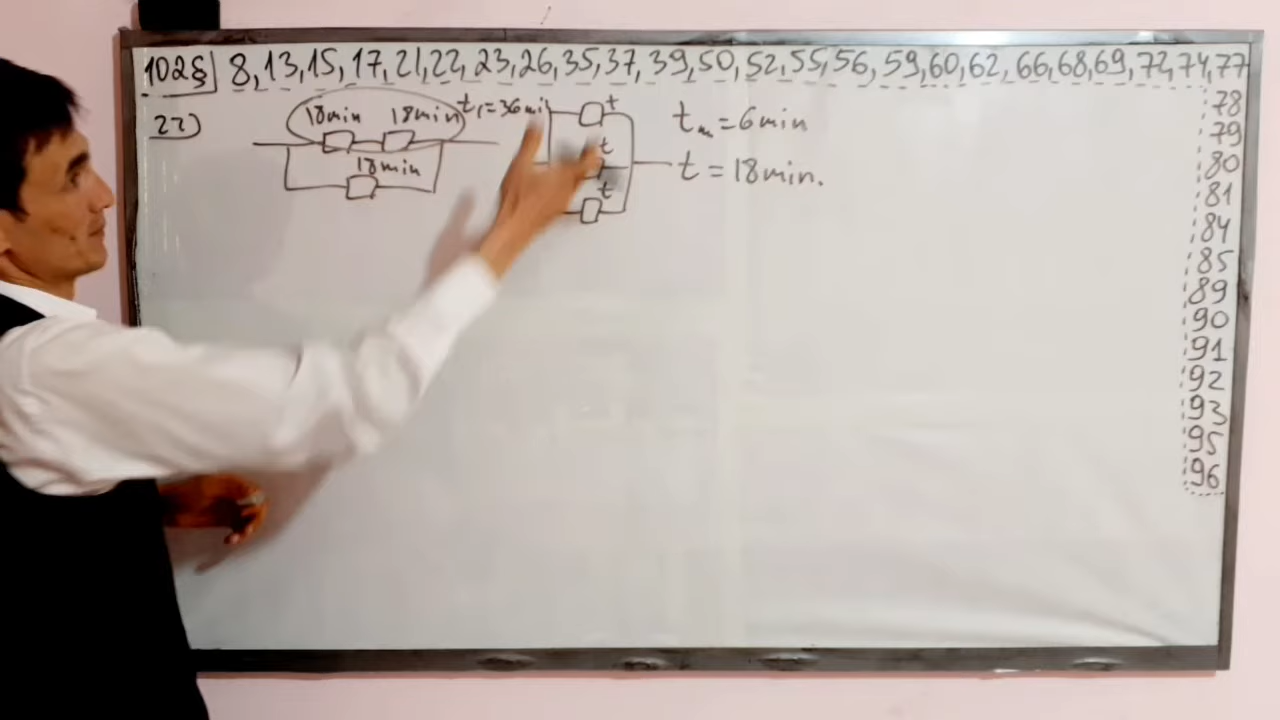 102§ 8,13,15,17,21,22,23,26,35,37,39,50,52,55,56,59,60,62,66,68,69,72,74,77
78
79
80
81
84
85
89
90
91
92
93
95
96
22)
18min 18min t₁=36min
18min
t
t
t
tₘ=6min
t=18min.